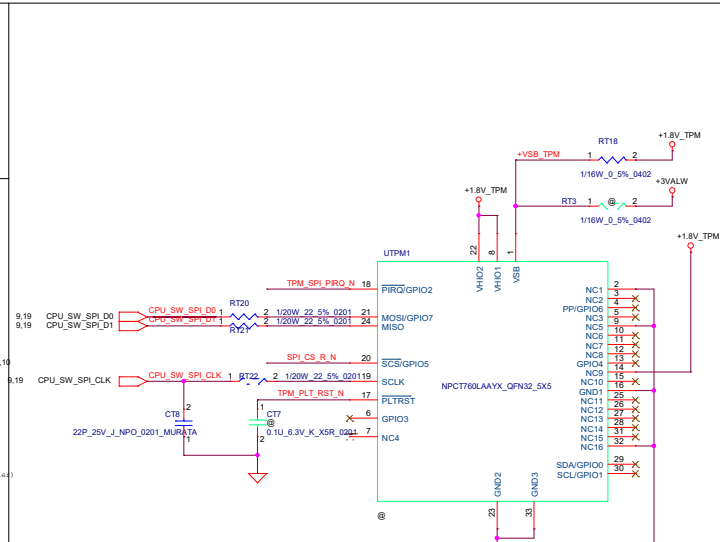 RT18
+1.8V_TPM
+VSB_TPM 1 2
1/16W_0_5%_0402
+1.8V_TPM
+3VALW
RT3 1 @ 2
1/16W_0_5%_0402
+1.8V_TPM
UTPM1
22 8 1
VHIO2 VHIO1 VSB
TPM_SPI_PIRQ_N 18 PIRQ/GPIO2
NC1 2
NC2 3
PP/GPIO6 4
NC3 5
NC5 9
NC6 10
NC7 11
NC8 12
GPIO4 13
NC9 14
NC10 15
GND1 16
NC11 25
NC12 26
NC13 27
NC14 28
NC15 31
NC16 32
SDA/GPIO0 29
SCL/GPIO1 30
9,19 CPU_SW_SPI_D0 CPU_SW_SPI_D0 1 RT20 2 1/20W_22_5%_0201 21 MOSI/GPIO7
9,19 CPU_SW_SPI_D1 CPU_SW_SPI_D1 1 RT21 2 1/20W_22_5%_0201 24 MISO
SPI_CS_R_N 20 SCS/GPIO5
,10
9,19 CPU_SW_SPI_CLK CPU_SW_SPI_CLK 1 RT22 2 1/20W_22_5%_0201 19 SCLK
TPM_PLT_RST_N 17 PLTRST
NPCT760LAAYX_QFN32_5X5
2 CT8 1
22P_25V_J_NPO_0201_MURATA
1 CT7 @ 2
0.1U_6.3V_K_X5R_0201
6 GPIO3
7 NC4
er)
GND2 GND3
23 33
@